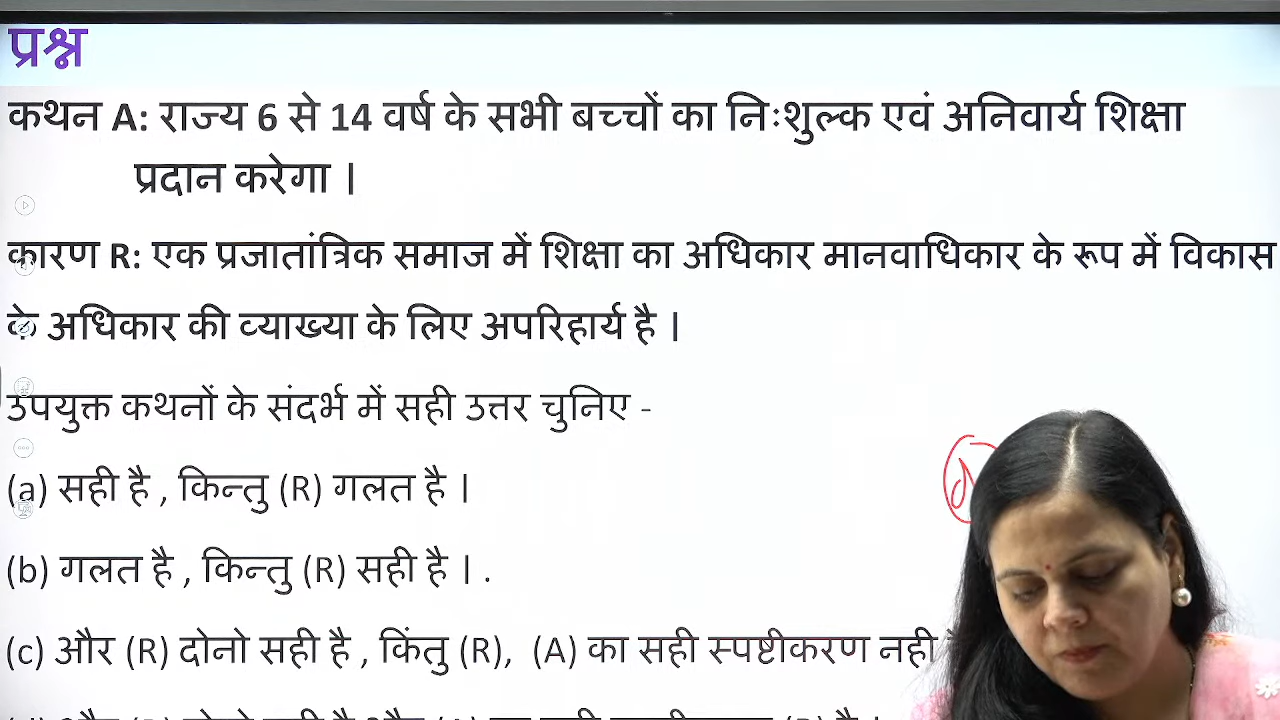 प्रश्न
कथन A: राज्य 6 से 14 वर्ष के सभी बच्चों का निःशुल्क एवं अनिवार्य शिक्षा
प्रदान करेगा ।
कारण R: एक प्रजातांत्रिक समाज में शिक्षा का अधिकार मानवाधिकार के रूप में विकास
के अधिकार की व्याख्या के लिए अपरिहार्य है ।
उपयुक्त कथनों के संदर्भ में सही उत्तर चुनिए -
(a) सही है , किन्तु (R) गलत है ।
(b) गलत है , किन्तु (R) सही है । .
(c) और (R) दोनो सही है , किंतु (R), (A) का सही स्पष्टीकरण नही